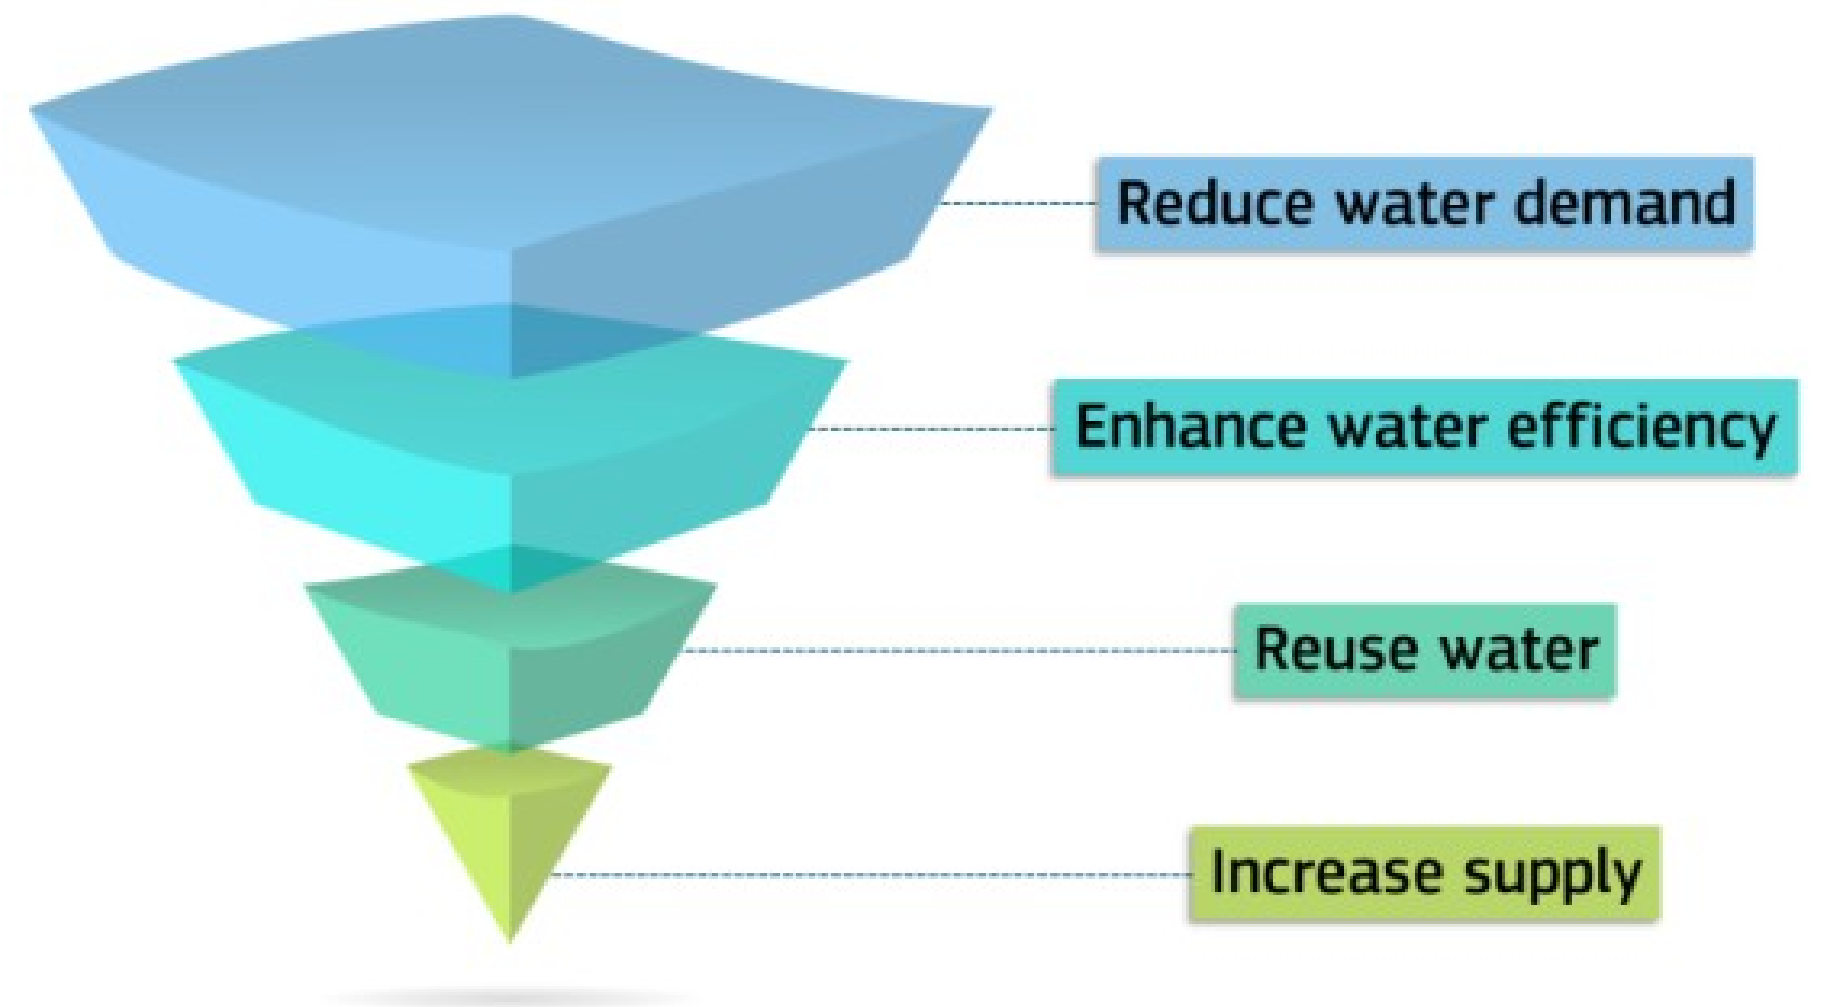 Reduce water demand
Enhance water efficiency
Reuse water
Increase supply